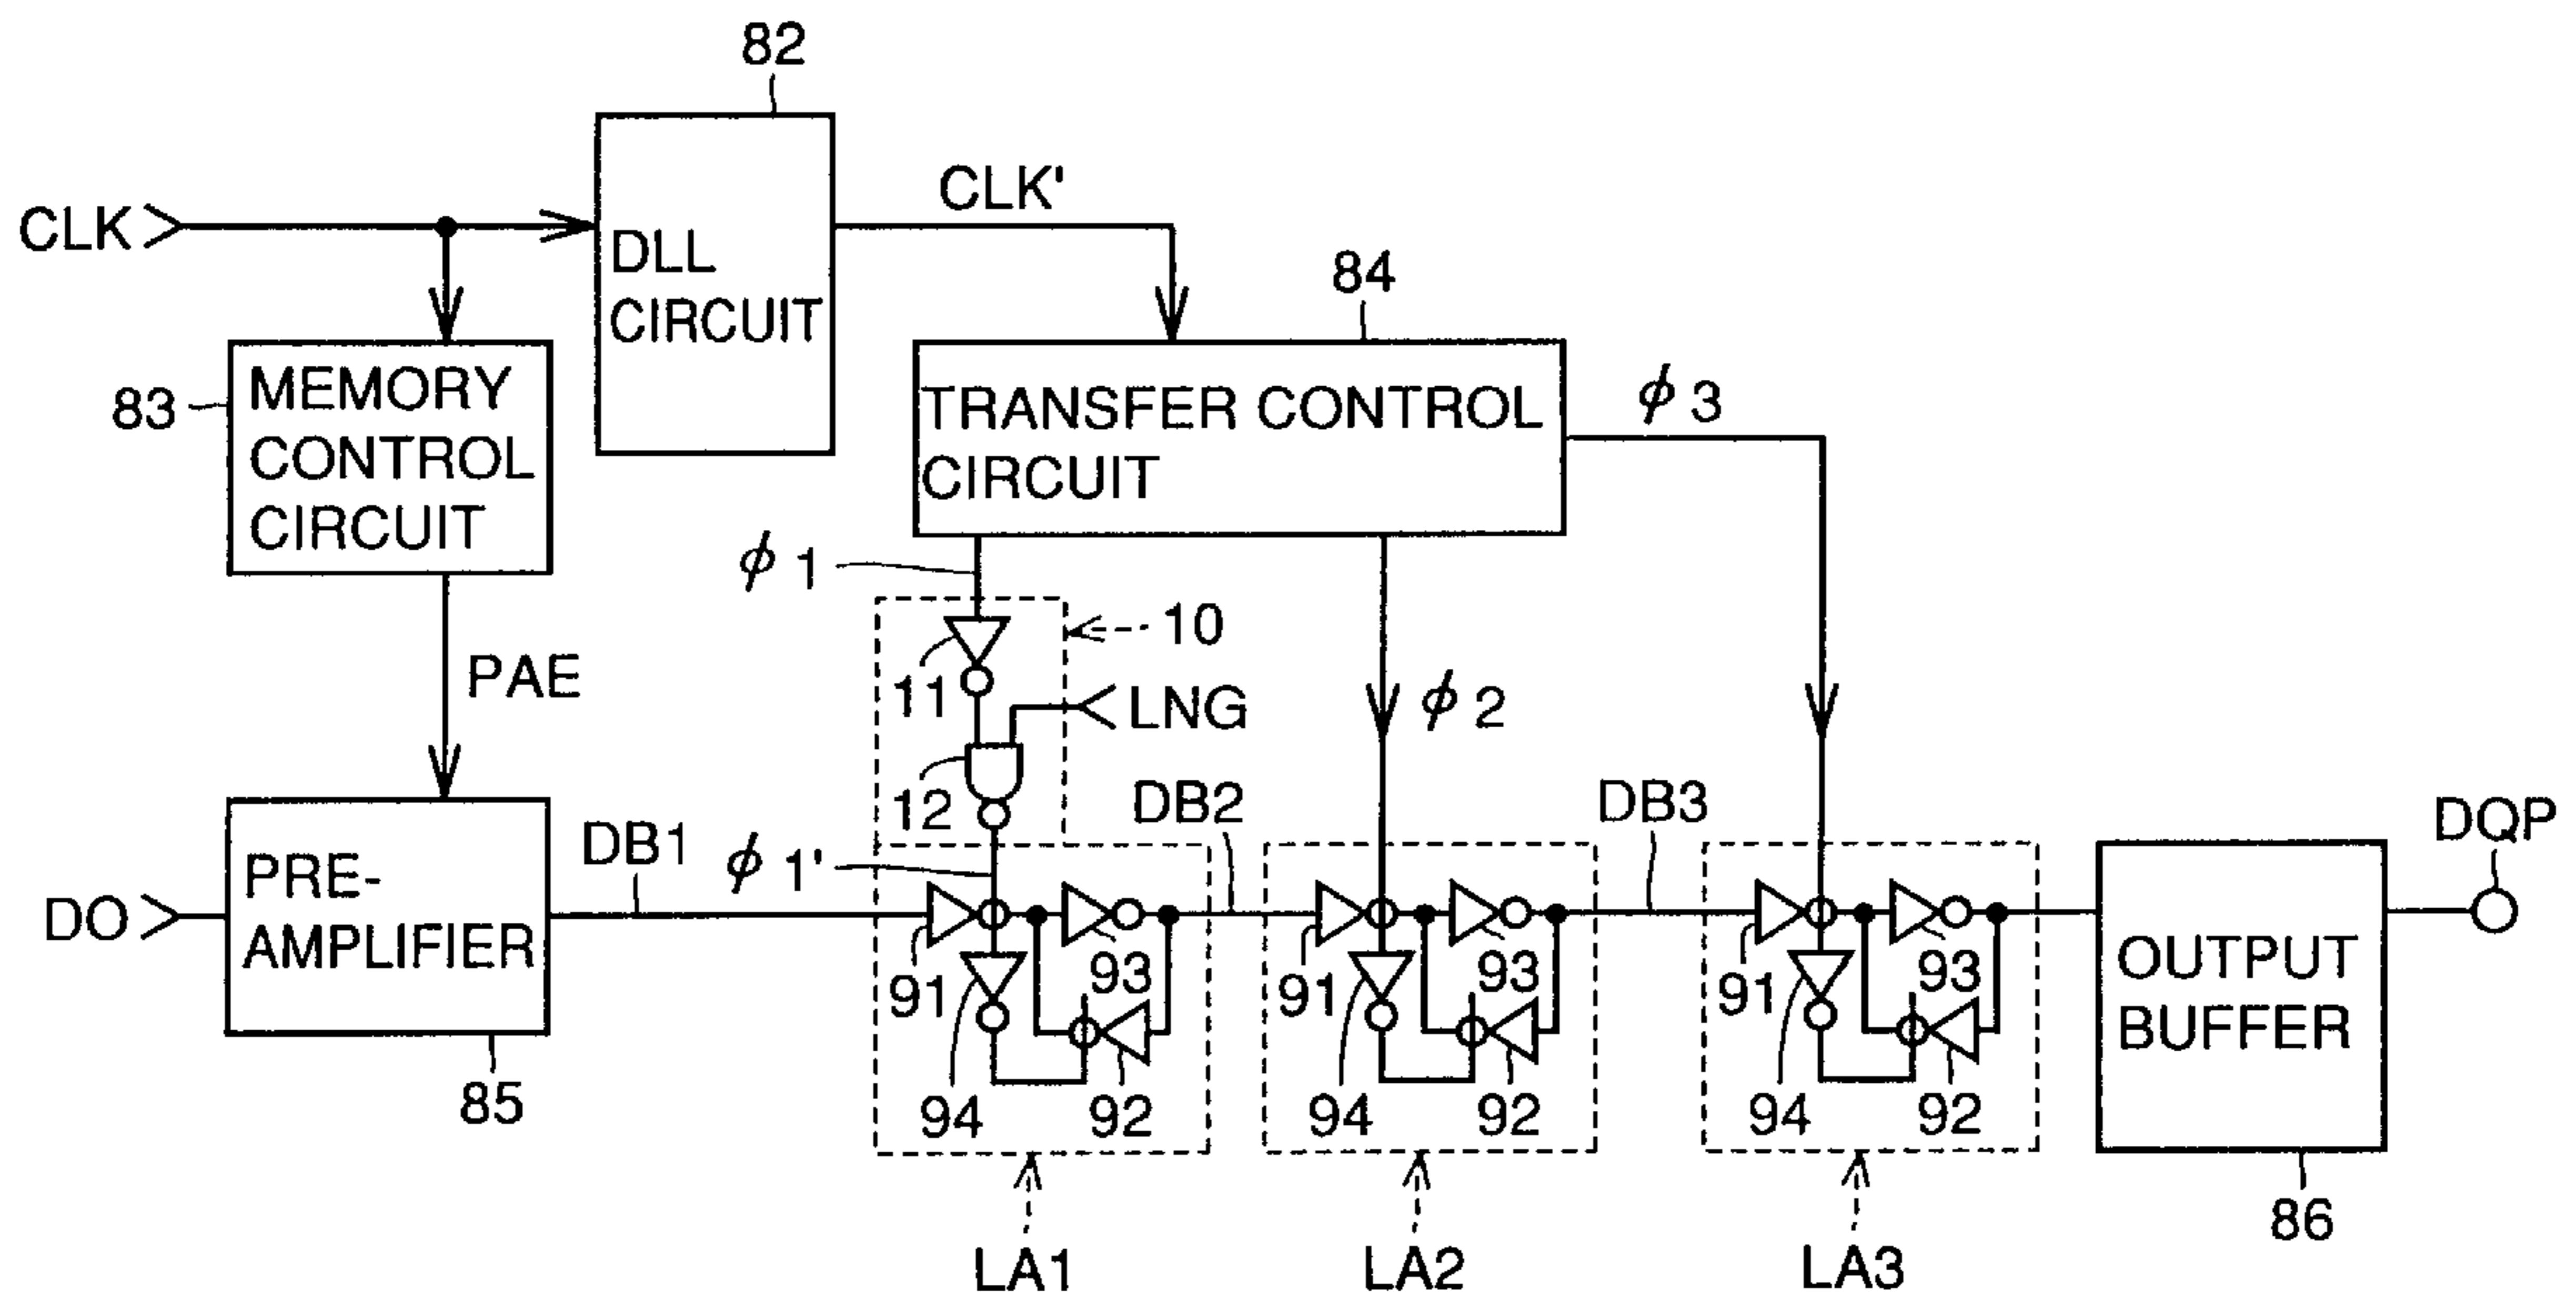 82
CLK
DLL
CIRCUIT
CLK'
84
83
MEMORY
CONTROL
CIRCUIT
TRANSFER CONTROL
CIRCUIT
ϕ 3
ϕ 1
10
PAE
11
LNG
ϕ 2
12
DO
PRE-
AMPLIFIER
DB1
ϕ 1'
DB2
DB3
DQP
91
93
91
93
91
93
OUTPUT
BUFFER
85
94
92
94
92
94
92
86
LA1
LA2
LA3